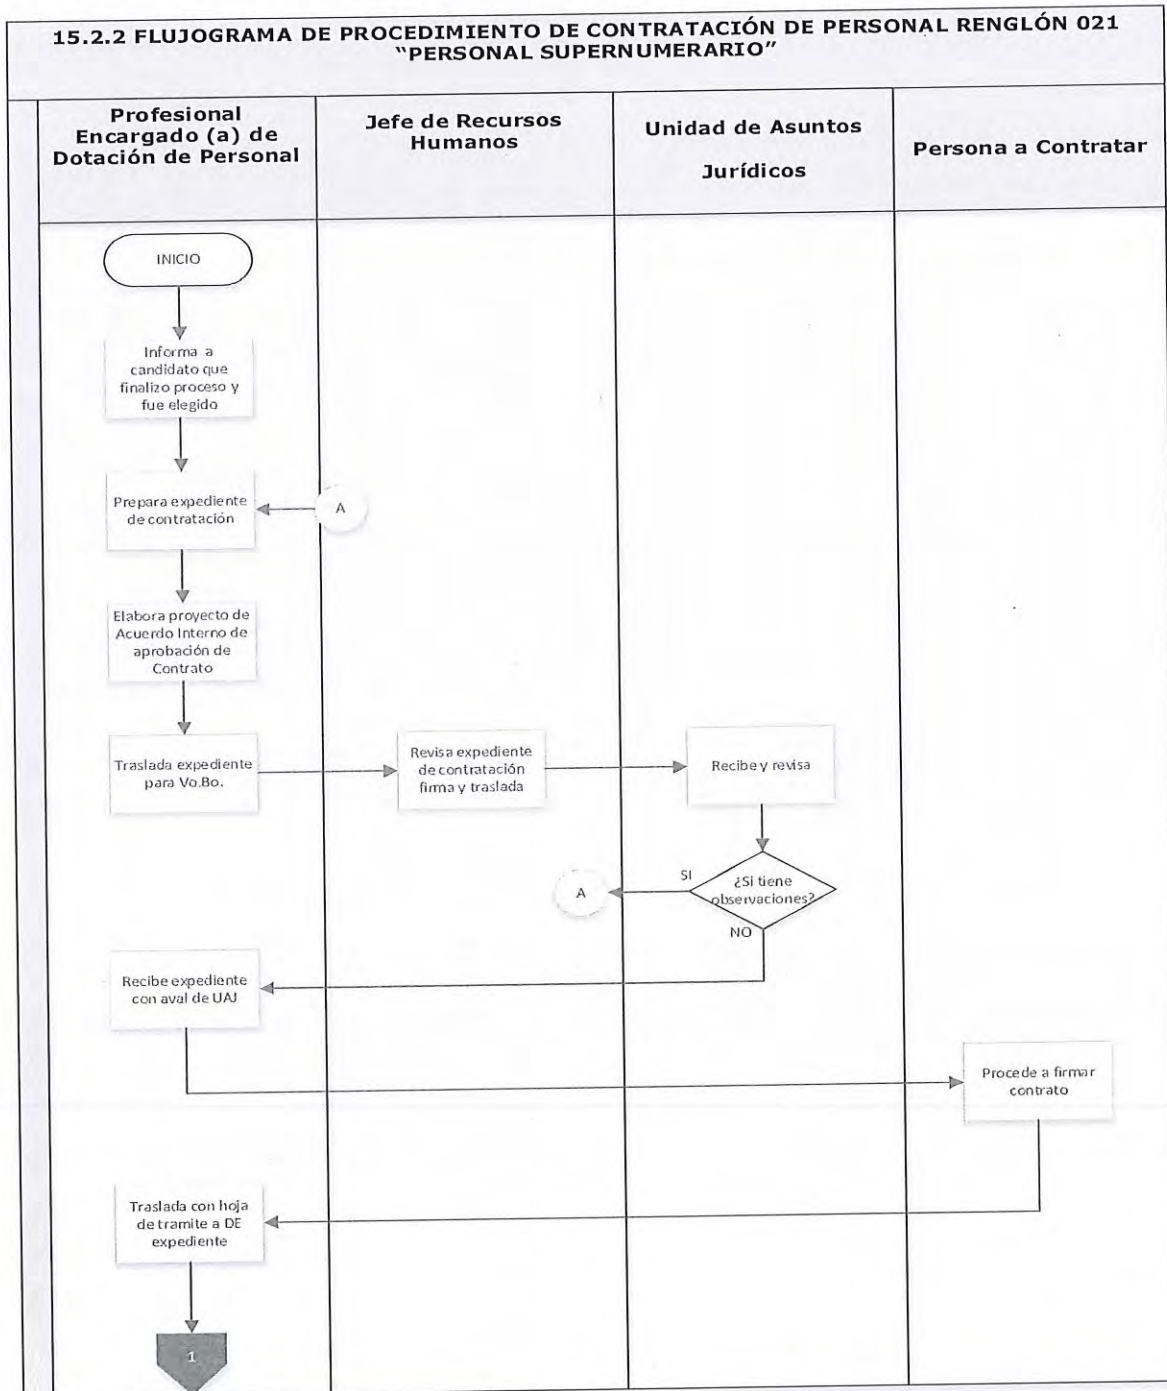 15.2.2 FLUJOGRAMA DE PROCEDIMIENTO DE CONTRATACIÓN DE PERSONAL RENGLÓN 021
"PERSONAL SUPERNUMERARIO"
Profesional
Encargado (a) de
Dotación de Personal
Jefe de Recursos
Humanos
Unidad de Asuntos
Jurídicos
Persona a Contratar
INICIO
Informa a
candidato que
finalizo proceso y
fue elegido
Prepara expediente
de contratación
A
Elabora proyecto de
Acuerdo Interno de
aprobación de
Contrato
Traslada expediente
para Vo.Bo.
Revisa expediente
de contratación
firma y traslada
Recibe y revisa
¿Si tiene
observaciones?
SI
A
NO
Recibe expediente
con aval de UAJ
Procede a firmar
contrato
Traslada con hoja
de tramite a DE
expediente
1